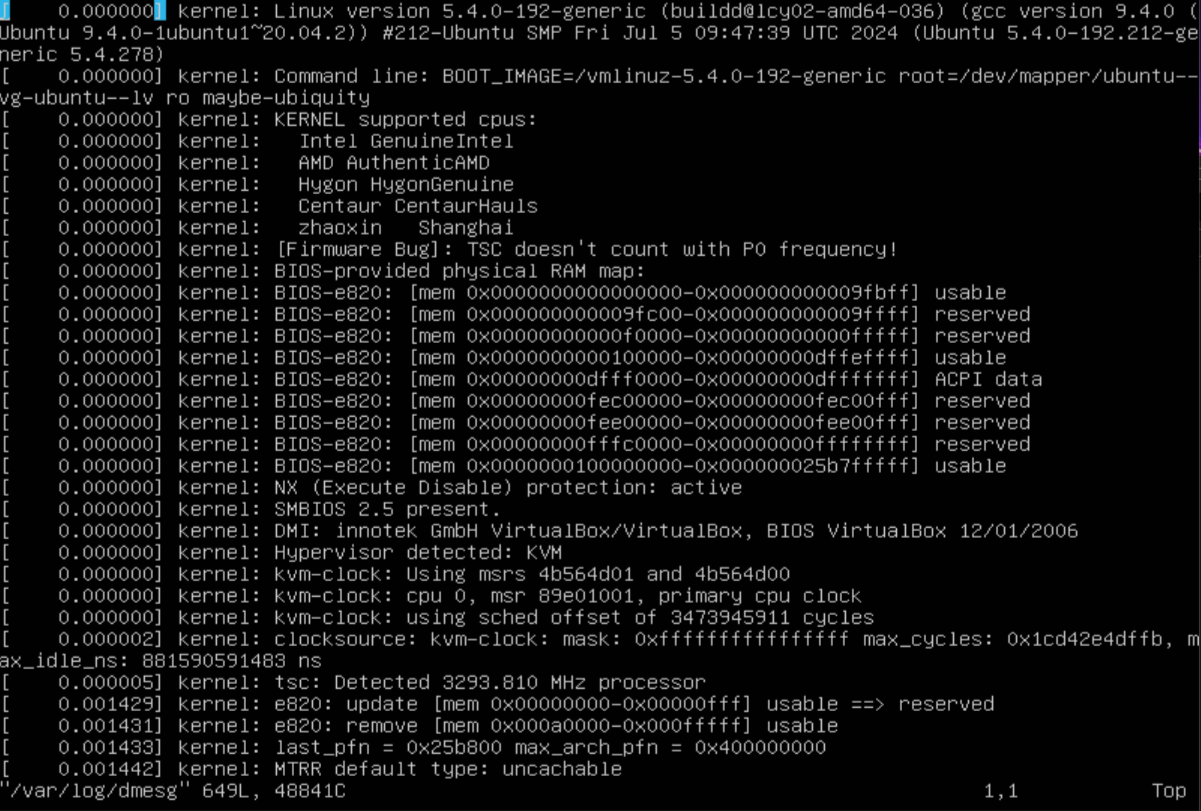 [    0.000000] kernel: Linux version 5.4.0-192-generic (buildd@lcy02-amd64-036) (gcc version 9.4.0 (
Ubuntu 9.4.0-1ubuntu1~20.04.2)) #212-Ubuntu SMP Fri Jul 5 09:47:39 UTC 2024 (Ubuntu 5.4.0-192.212-ge
neric 5.4.278)
[    0.000000] kernel: Command line: BOOT_IMAGE=/vmlinuz-5.4.0-192-generic root=/dev/mapper/ubuntu--
vg-ubuntu--lv ro maybe-ubiquity
[    0.000000] kernel: KERNEL supported cpus:
[    0.000000] kernel:   Intel GenuineIntel
[    0.000000] kernel:   AMD AuthenticAMD
[    0.000000] kernel:   Hygon HygonGenuine
[    0.000000] kernel:   Centaur CentaurHauls
[    0.000000] kernel:   zhaoxin   Shanghai
[    0.000000] kernel: [Firmware Bug]: TSC doesn't count with P0 frequency!
[    0.000000] kernel: BIOS-provided physical RAM map:
[    0.000000] kernel: BIOS-e820: [mem 0x0000000000000000-0x000000000009fbff] usable
[    0.000000] kernel: BIOS-e820: [mem 0x000000000009fc00-0x000000000009ffff] reserved
[    0.000000] kernel: BIOS-e820: [mem 0x00000000000f0000-0x00000000000fffff] reserved
[    0.000000] kernel: BIOS-e820: [mem 0x0000000000100000-0x00000000dffeffff] usable
[    0.000000] kernel: BIOS-e820: [mem 0x00000000dfff0000-0x00000000dfffffff] ACPI data
[    0.000000] kernel: BIOS-e820: [mem 0x00000000fec00000-0x00000000fec00fff] reserved
[    0.000000] kernel: BIOS-e820: [mem 0x00000000fee00000-0x00000000fee00fff] reserved
[    0.000000] kernel: BIOS-e820: [mem 0x00000000fffc0000-0x00000000ffffffff] reserved
[    0.000000] kernel: BIOS-e820: [mem 0x0000000100000000-0x000000025b7fffff] usable
[    0.000000] kernel: NX (Execute Disable) protection: active
[    0.000000] kernel: SMBIOS 2.5 present.
[    0.000000] kernel: DMI: innotek GmbH VirtualBox/VirtualBox, BIOS VirtualBox 12/01/2006
[    0.000000] kernel: Hypervisor detected: KVM
[    0.000000] kernel: kvm-clock: Using msrs 4b564d01 and 4b564d00
[    0.000000] kernel: kvm-clock: cpu 0, msr 89e01001, primary cpu clock
[    0.000000] kernel: kvm-clock: using sched offset of 3473945911 cycles
[    0.000002] kernel: clocksource: kvm-clock: mask: 0xffffffffffffffff max_cycles: 0x1cd42e4dffb, m
ax_idle_ns: 881590591483 ns
[    0.000005] kernel: tsc: Detected 3293.810 MHz processor
[    0.001429] kernel: e820: update [mem 0x00000000-0x00000fff] usable ==> reserved
[    0.001431] kernel: e820: remove [mem 0x000a0000-0x000fffff] usable
[    0.001433] kernel: last_pfn = 0x25b800 max_arch_pfn = 0x400000000
[    0.001442] kernel: MTRR default type: uncachable
"/var/log/dmesg" 649L, 48841C 1,1 Top